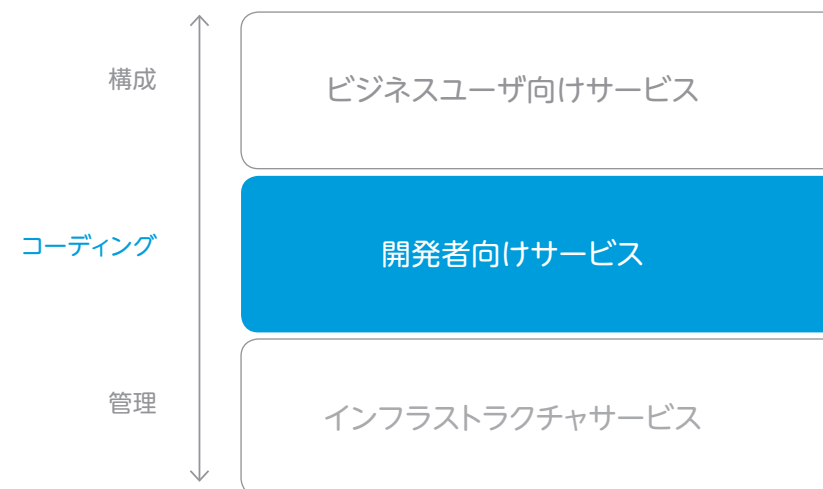 構成
ビジネスユーザ向けサービス
コーディング
開発者向けサービス
管理
インフラストラクチャサービス